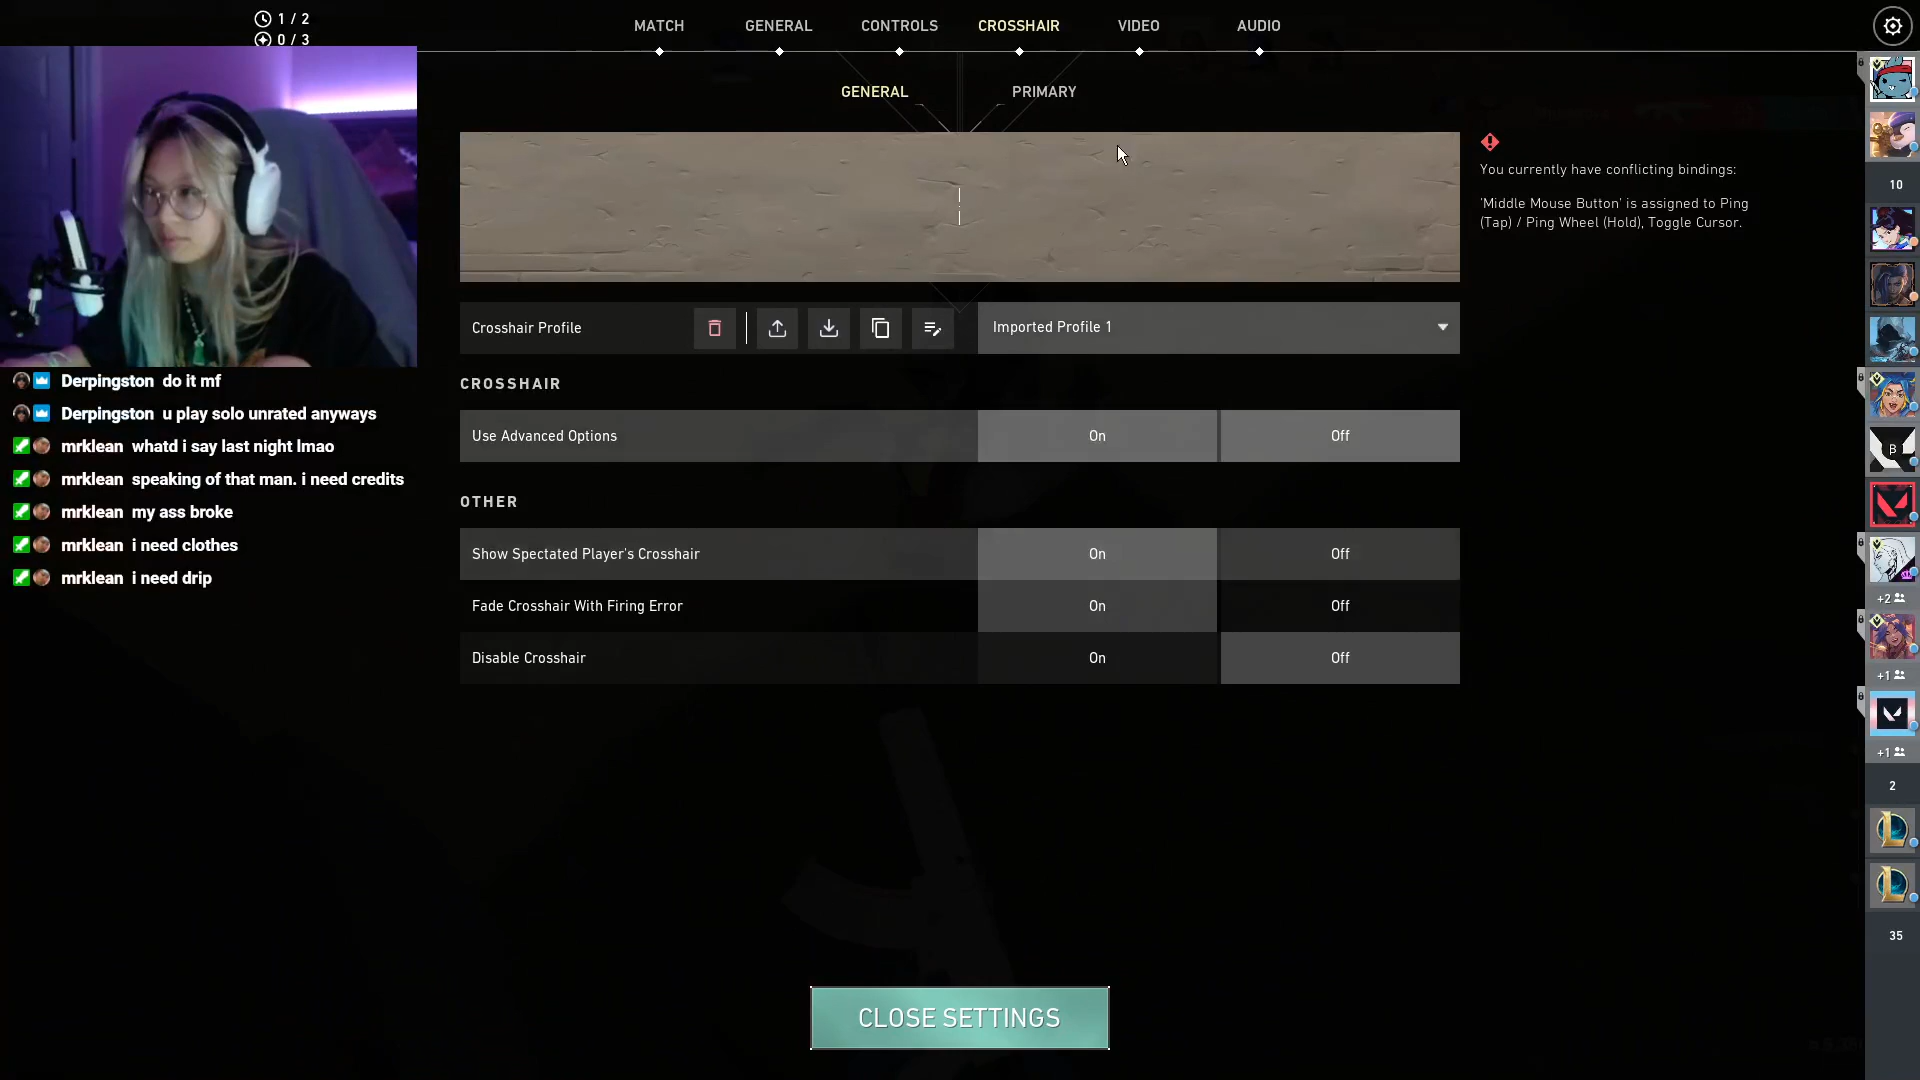 1 / 2
0 / 3
MATCH GENERAL CONTROLS CROSSHAIR VIDEO AUDIO
GENERAL PRIMARY
You currently have conflicting bindings:
'Middle Mouse Button' is assigned to Ping
(Tap) / Ping Wheel (Hold), Toggle Cursor.
Crosshair Profile Imported Profile 1
CROSSHAIR
Use Advanced Options On Off
OTHER
Show Spectated Player's Crosshair On Off
Fade Crosshair With Firing Error On Off
Disable Crosshair On Off
CLOSE SETTINGS
Derpingston do it mf
Derpingston u play solo unrated anyways
mrklean whatd i say last night lmao
mrklean speaking of that man. i need credits
mrklean my ass broke
mrklean i need clothes
mrklean i need drip
10
B
+2
+1
+1
2
35